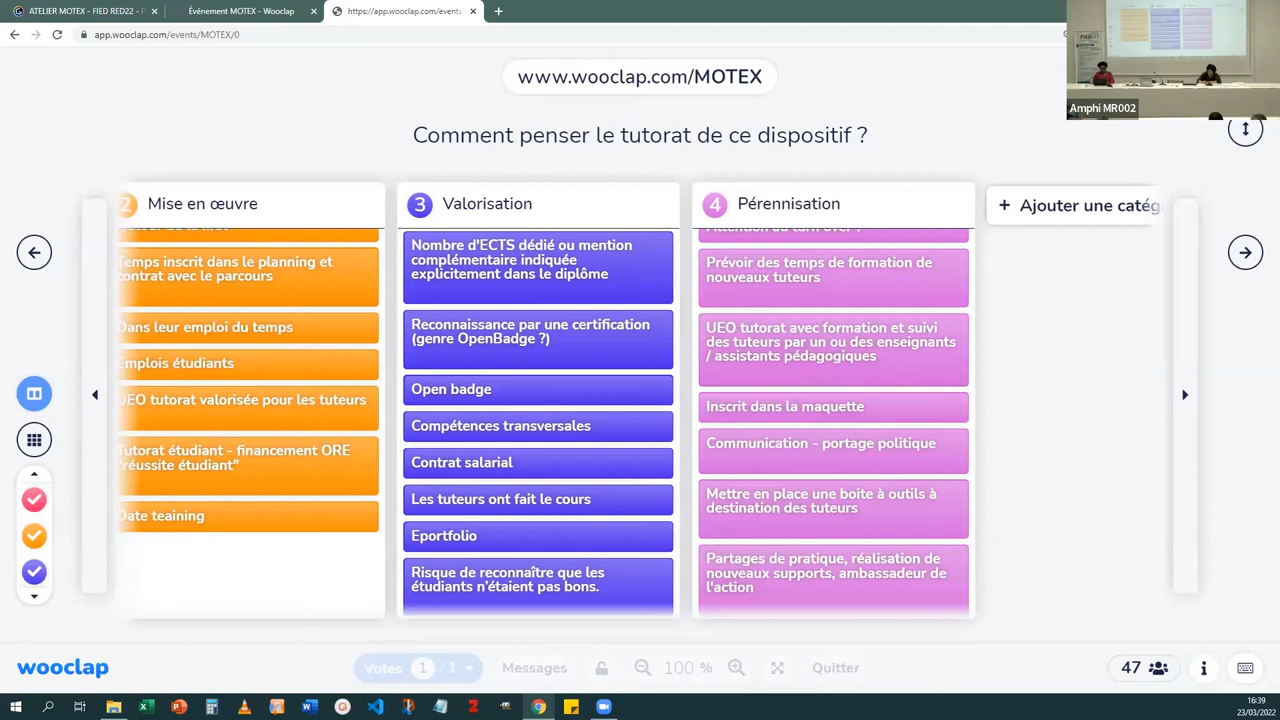 ATELIER MOTEX - FIED RED22 - P
Événement MOTEX - Wooclap
https://app.wooclap.com/events
app.wooclap.com/events/MOTEX/0
www.wooclap.com/MOTEX
Amphi MR002
Comment penser le tutorat de ce dispositif ?
2 Mise en œuvre
Temps inscrit dans le planning et
contrat avec le parcours
Dans leur emploi du temps
Emplois étudiants
UEO tutorat valorisée pour les tuteurs
Tutorat étudiant - financement ORE
"réussite étudiant"
Date teaining
3 Valorisation
Nombre d'ECTS dédié ou mention
complémentaire indiquée
explicitement dans le diplôme
Reconnaissance par une certification
(genre OpenBadge ?)
Open badge
Compétences transversales
Contrat salarial
Les tuteurs ont fait le cours
Eportfolio
Risque de reconnaître que les
étudiants n'étaient pas bons.
4 Pérennisation
Attention au turn over ?
Prévoir des temps de formation de
nouveaux tuteurs
UEO tutorat avec formation et suivi
des tuteurs par un ou des enseignants
/ assistants pédagogiques
Inscrit dans la maquette
Communication - portage politique
Mettre en place une boite à outils à
destination des tuteurs
Partages de pratique, réalisation de
nouveaux supports, ambassadeur de
l'action
+ Ajouter une catég
wooclap
Votes 1 / 1
Messages
100 %
Quitter
47
16:39
23/03/2022